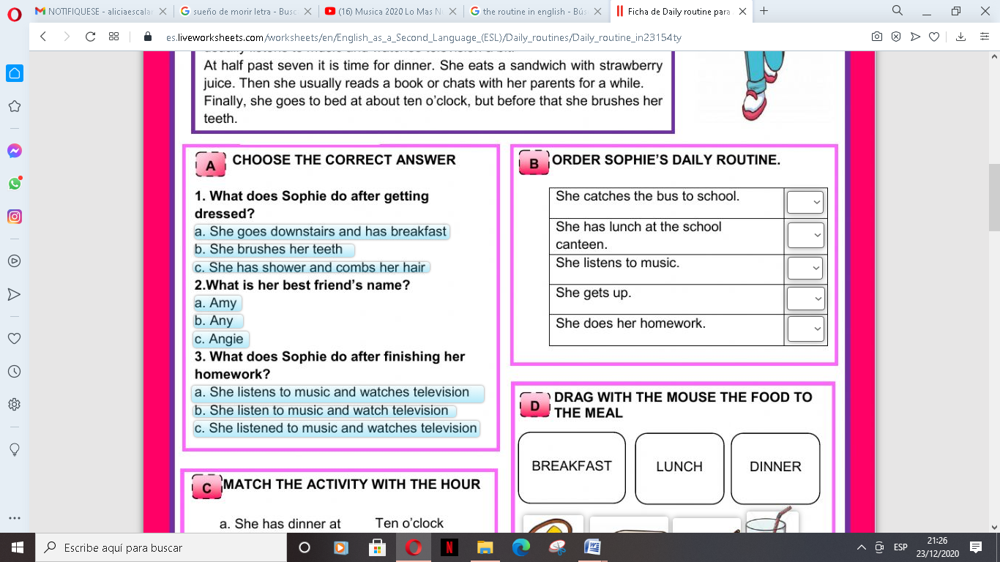 NOTIFIQUESE - aliciaescalar
sueño de morir letra - Busc
(16) Musica 2020 Lo Mas N
the routine in english - Bús
Ficha de Daily routine para
es.liveworksheets.com/worksheets/en/English_as_a_Second_Language_(ESL)/Daily_routines/Daily_routine_in23154ty
usually listens to music and watches television a bit.
At half past seven it is time for dinner. She eats a sandwich with strawberry
juice. Then she usually reads a book or chats with her parents for a while.
Finally, she goes to bed at about ten o'clock, but before that she brushes her
teeth.
A CHOOSE THE CORRECT ANSWER
1. What does Sophie do after getting
dressed?
a. She goes downstairs and has breakfast
b. She brushes her teeth
c. She has shower and combs her hair
2.What is her best friend's name?
a. Amy
b. Any
c. Angie
3. What does Sophie do after finishing her
homework?
a. She listens to music and watches television
b. She listen to music and watch television
c. She listened to music and watches television
B ORDER SOPHIE'S DAILY ROUTINE.
She catches the bus to school.
She has lunch at the school
canteen.
She listens to music.
She gets up.
She does her homework.
C MATCH THE ACTIVITY WITH THE HOUR
a. She has dinner at
Ten o'clock
D DRAG WITH THE MOUSE THE FOOD TO
THE MEAL
BREAKFAST
LUNCH
DINNER
Escribe aquí para buscar
N
W
ESP
21:26
23/12/2020